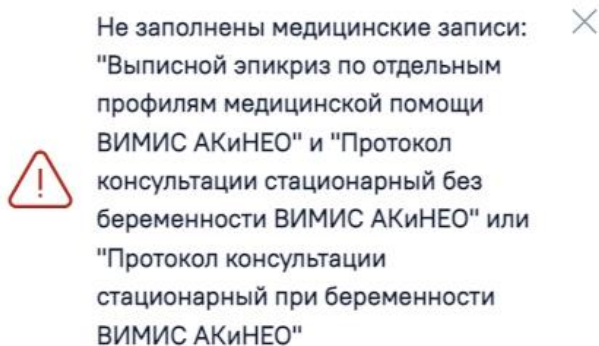 Не заполнены медицинские записи:
"Выписной эпикриз по отдельным
профилям медицинской помощи
ВИМИС АКиНЕО" и "Протокол
консультации стационарный без
беременности ВИМИС АКиНЕО" или
"Протокол консультации
стационарный при беременности
ВИМИС АКиНЕО"